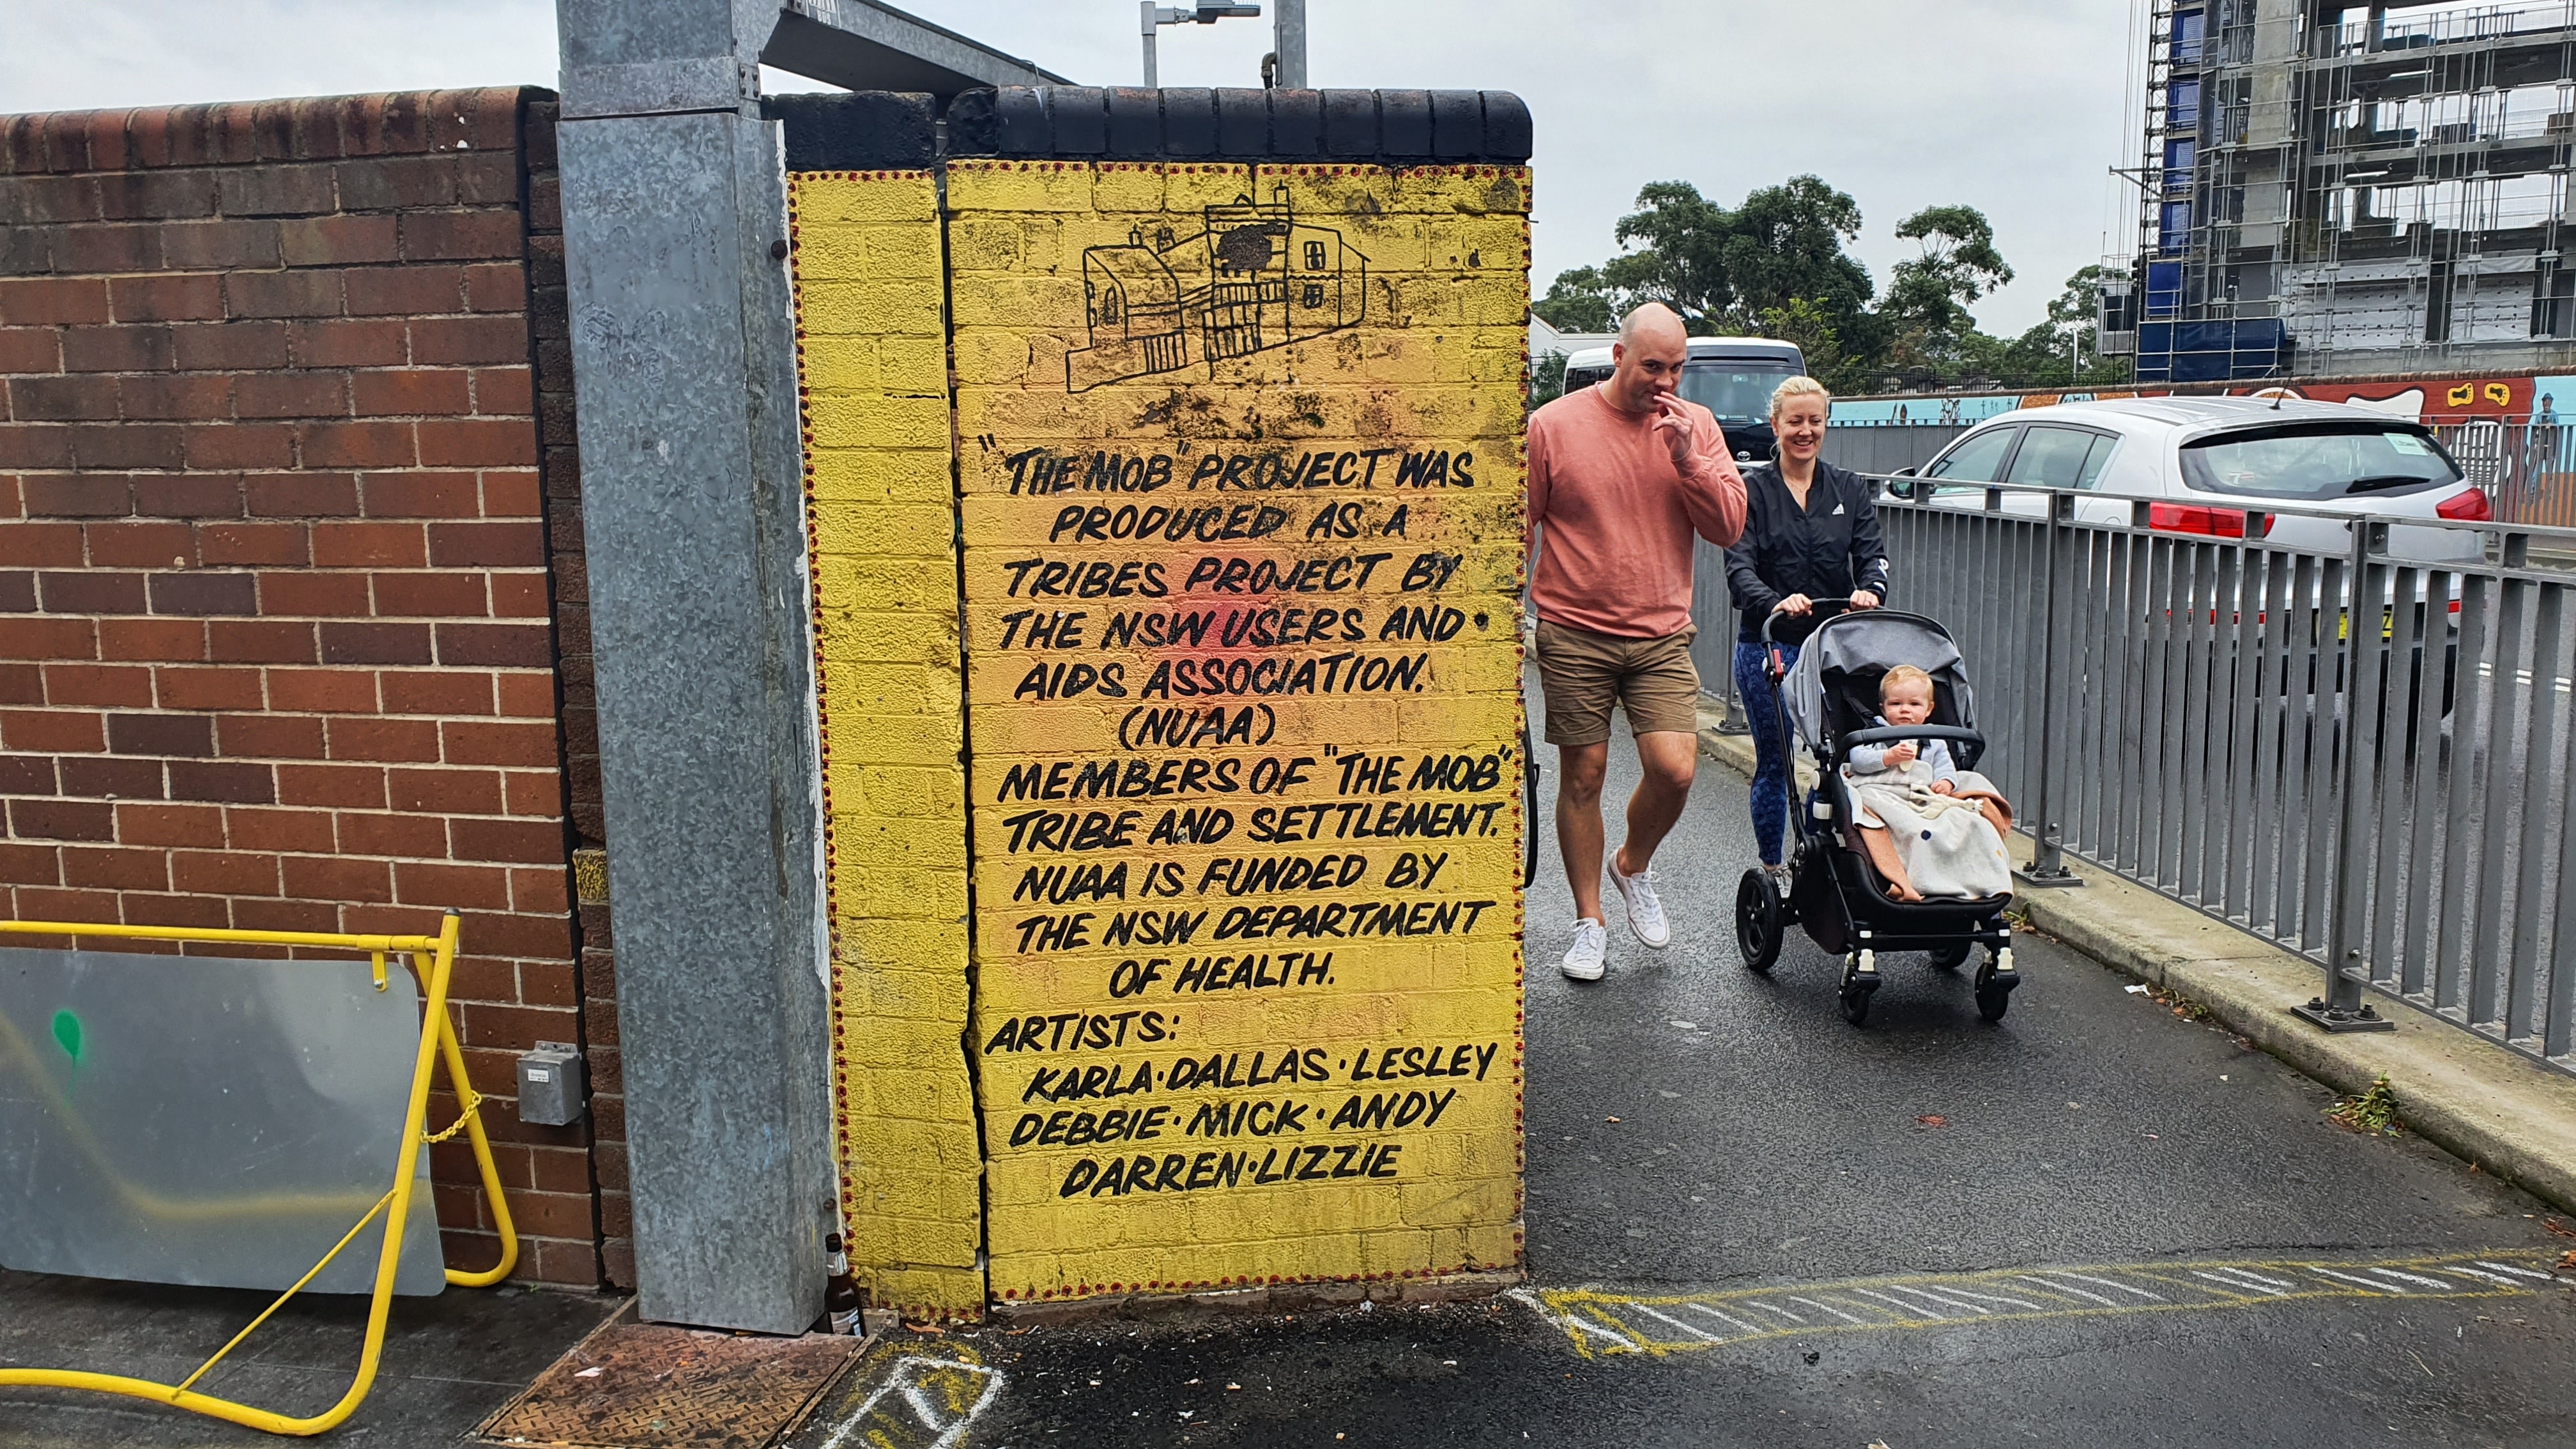 "THE MOB" PROJECT WAS
PRODUCED AS A
TRIBES PROJECT BY
THE NSW USERS AND
AIDS ASSOCIATION.
(NUAA)
MEMBERS OF "THE MOB"
TRIBE AND SETTLEMENT.
NUAA IS FUNDED BY
THE NSW DEPARTMENT
OF HEALTH.
ARTISTS:
KARLA · DALLAS · LESLEY
DEBBIE · MICK · ANDY
DARREN · LIZZIE